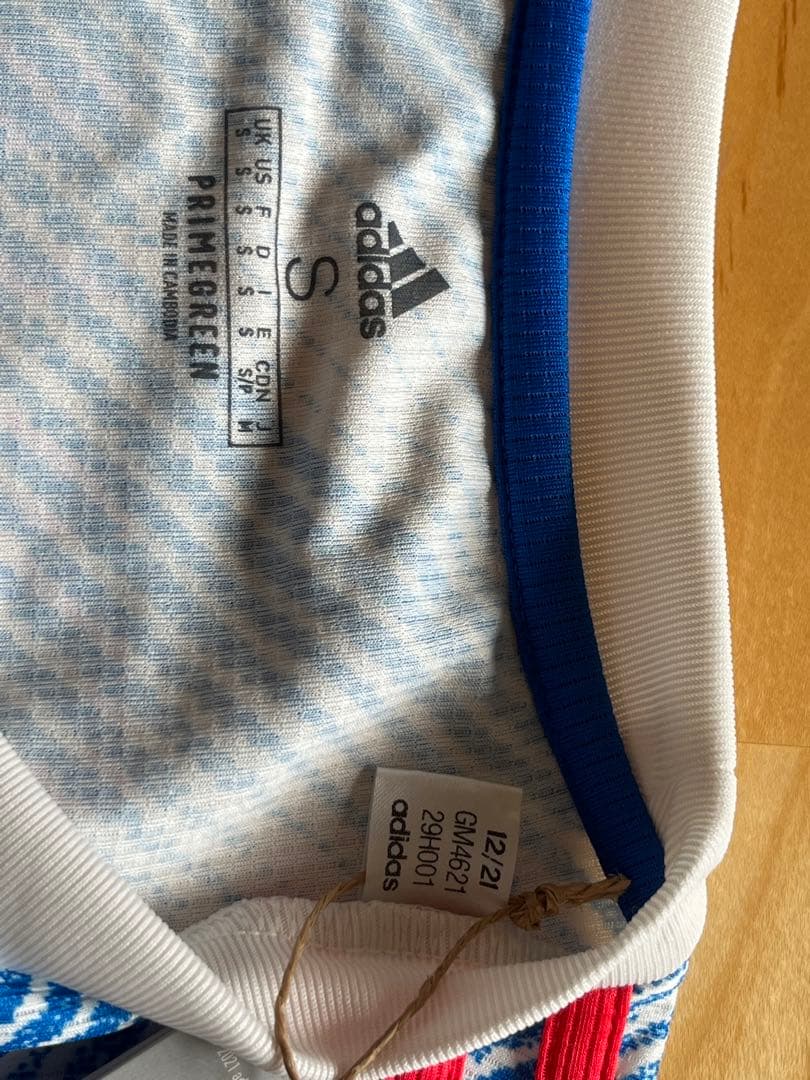 adidas
S
UK US F D I E CDN J
S S S S S S S/P M
PRIMEGREEN
MADE IN CAMBODIA
12/21
GM4621
29H001
adidas